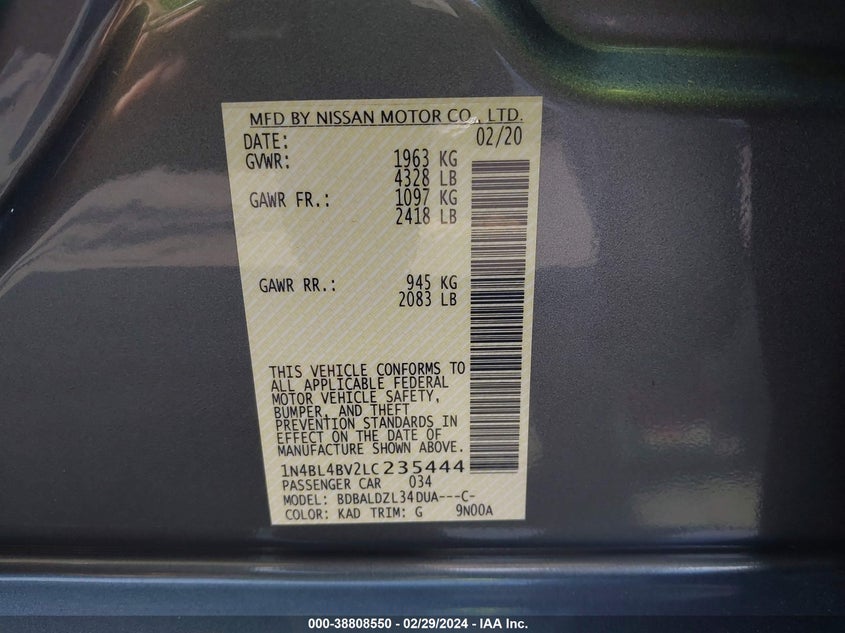 MFD BY NISSAN MOTOR CO., LTD.
DATE: 02/20
GVWR: 1963 KG
4328 LB
GAWR FR.: 1097 KG
2418 LB
GAWR RR.: 945 KG
2083 LB
THIS VEHICLE CONFORMS TO
ALL APPLICABLE FEDERAL
MOTOR VEHICLE SAFETY,
BUMPER, AND THEFT
PREVENTION STANDARDS IN
EFFECT ON THE DATE OF
MANUFACTURE SHOWN ABOVE.
1N4BL4BV2LC235444
PASSENGER CAR 034
MODEL: BDBALDZL34DUA---C-
COLOR: KAD TRIM: G 9N00A
000-38808550 - 02/29/2024 - IAA Inc.